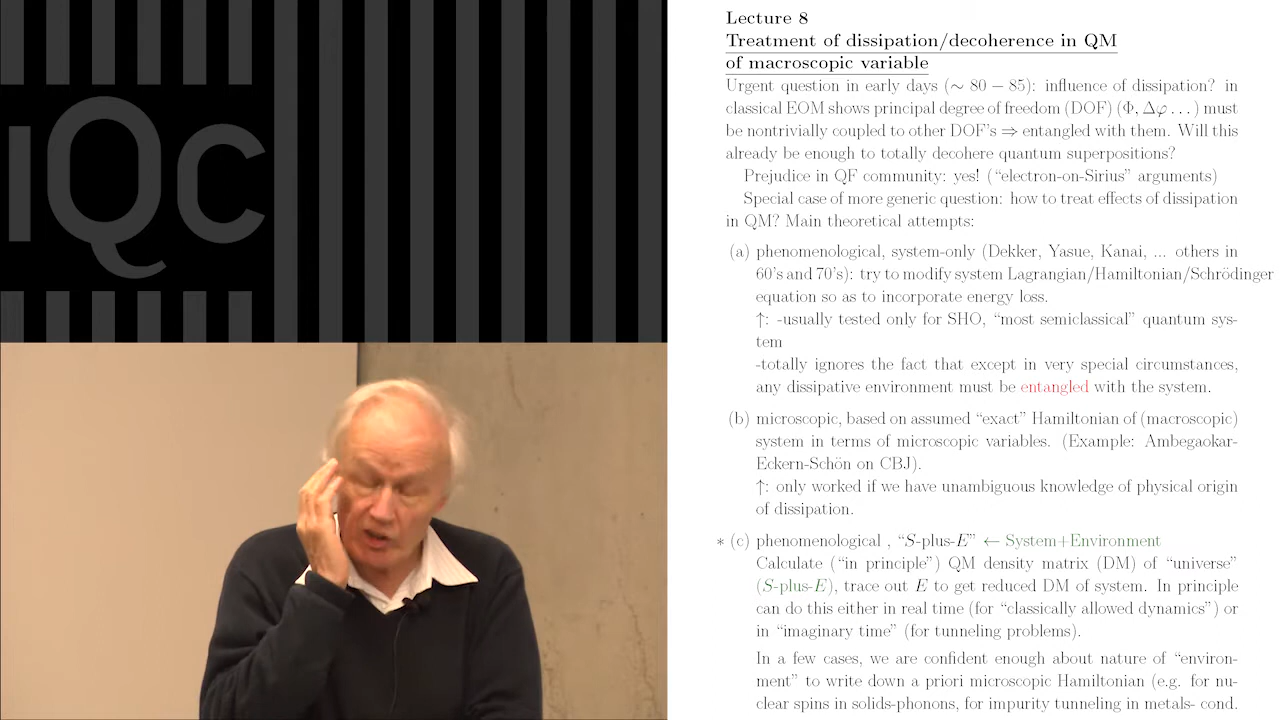 IQC
Lecture 8
Treatment of dissipation/decoherence in QM
of macroscopic variable
Urgent question in early days (∼ 80 − 85): influence of dissipation? in
classical EOM shows principal degree of freedom (DOF) (Φ, Δφ . . . ) must
be nontrivially coupled to other DOF's ⇒ entangled with them. Will this
already be enough to totally decohere quantum superpositions?
Prejudice in QF community: yes! ("electron-on-Sirius" arguments)
Special case of more generic question: how to treat effects of dissipation
in QM? Main theoretical attempts:
(a) phenomenological, system-only (Dekker, Yasue, Kanai, ... others in
60's and 70's): try to modify system Lagrangian/Hamiltonian/Schrödinger
equation so as to incorporate energy loss.
↑: -usually tested only for SHO, "most semiclassical" quantum sys-
tem
-totally ignores the fact that except in very special circumstances,
any dissipative environment must be entangled with the system.
(b) microscopic, based on assumed "exact" Hamiltonian of (macroscopic)
system in terms of microscopic variables. (Example: Ambegaokar-
Eckern-Schön on CBJ).
↑: only worked if we have unambiguous knowledge of physical origin
of dissipation.
∗ (c) phenomenological , "S-plus-E" ← System+Environment
Calculate ("in principle") QM density matrix (DM) of "universe"
(S-plus-E), trace out E to get reduced DM of system. In principle
can do this either in real time (for "classically allowed dynamics") or
in "imaginary time" (for tunneling problems).
In a few cases, we are confident enough about nature of "environ-
ment" to write down a priori microscopic Hamiltonian (e.g. for nu-
clear spins in solids-phonons, for impurity tunneling in metals- cond.